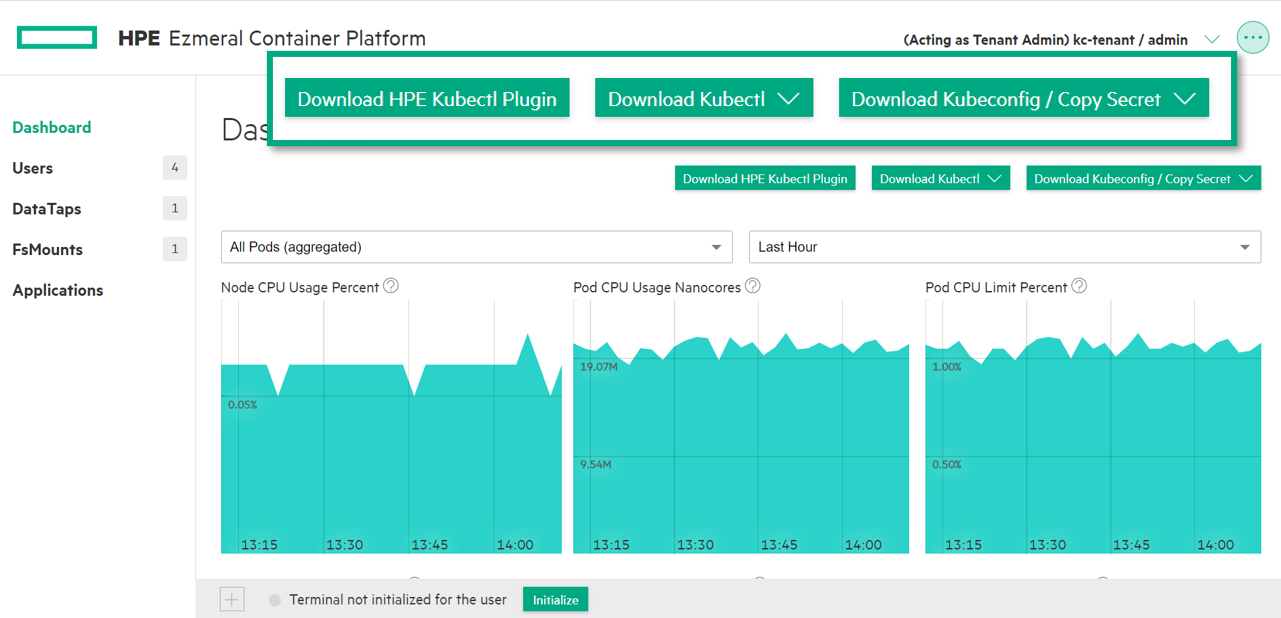 HPE Ezmeral Container Platform
(Acting as Tenant Admin) kc-tenant / admin
Download HPE Kubectl Plugin
Download Kubectl
Download Kubeconfig / Copy Secret
Das
Dashboard
Users 4
DataTaps 1
FsMounts 1
Applications
Download HPE Kubectl Plugin
Download Kubectl
Download Kubeconfig / Copy Secret
All Pods (aggregated)
Last Hour
Node CPU Usage Percent ?
0.05%
13:15 13:30 13:45 14:00
Pod CPU Usage Nanocores ?
19.07M
9.54M
13:15 13:30 13:45 14:00
Pod CPU Limit Percent ?
1.00%
0.50%
13:15 13:30 13:45 14:00
Terminal not initialized for the user
Initialize